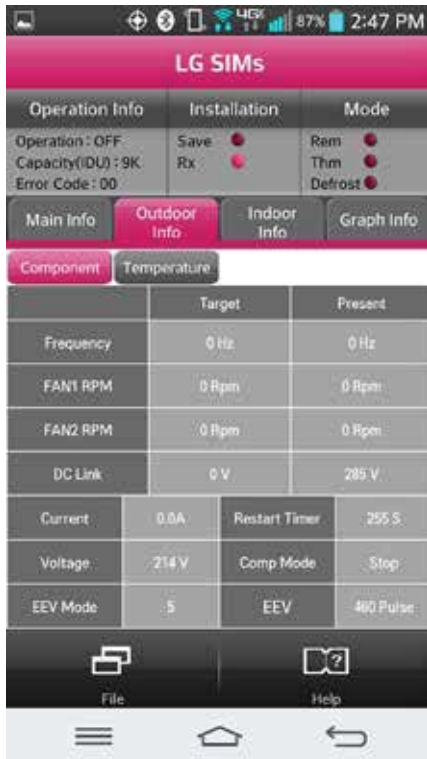 4G 87% 2:47 PM
LG SIMs
Operation Info Installation Mode
Operation : OFF Save Rem
Capacity(IDU) : 9K Rx Thm
Error Code : 00 Defrost
Main Info Outdoor Info Indoor Info Graph Info
Component Temperature
Target Present
Frequency 0 Hz 0 Hz
FAN1 RPM 0 Rpm 0 Rpm
FAN2 RPM 0 Rpm 0 Rpm
DC Link 0 V 285 V
Current 0.0A Restart Timer 255 S
Voltage 214 V Comp Mode Stop
EEV Mode 5 EEV 460 Pulse
File Help